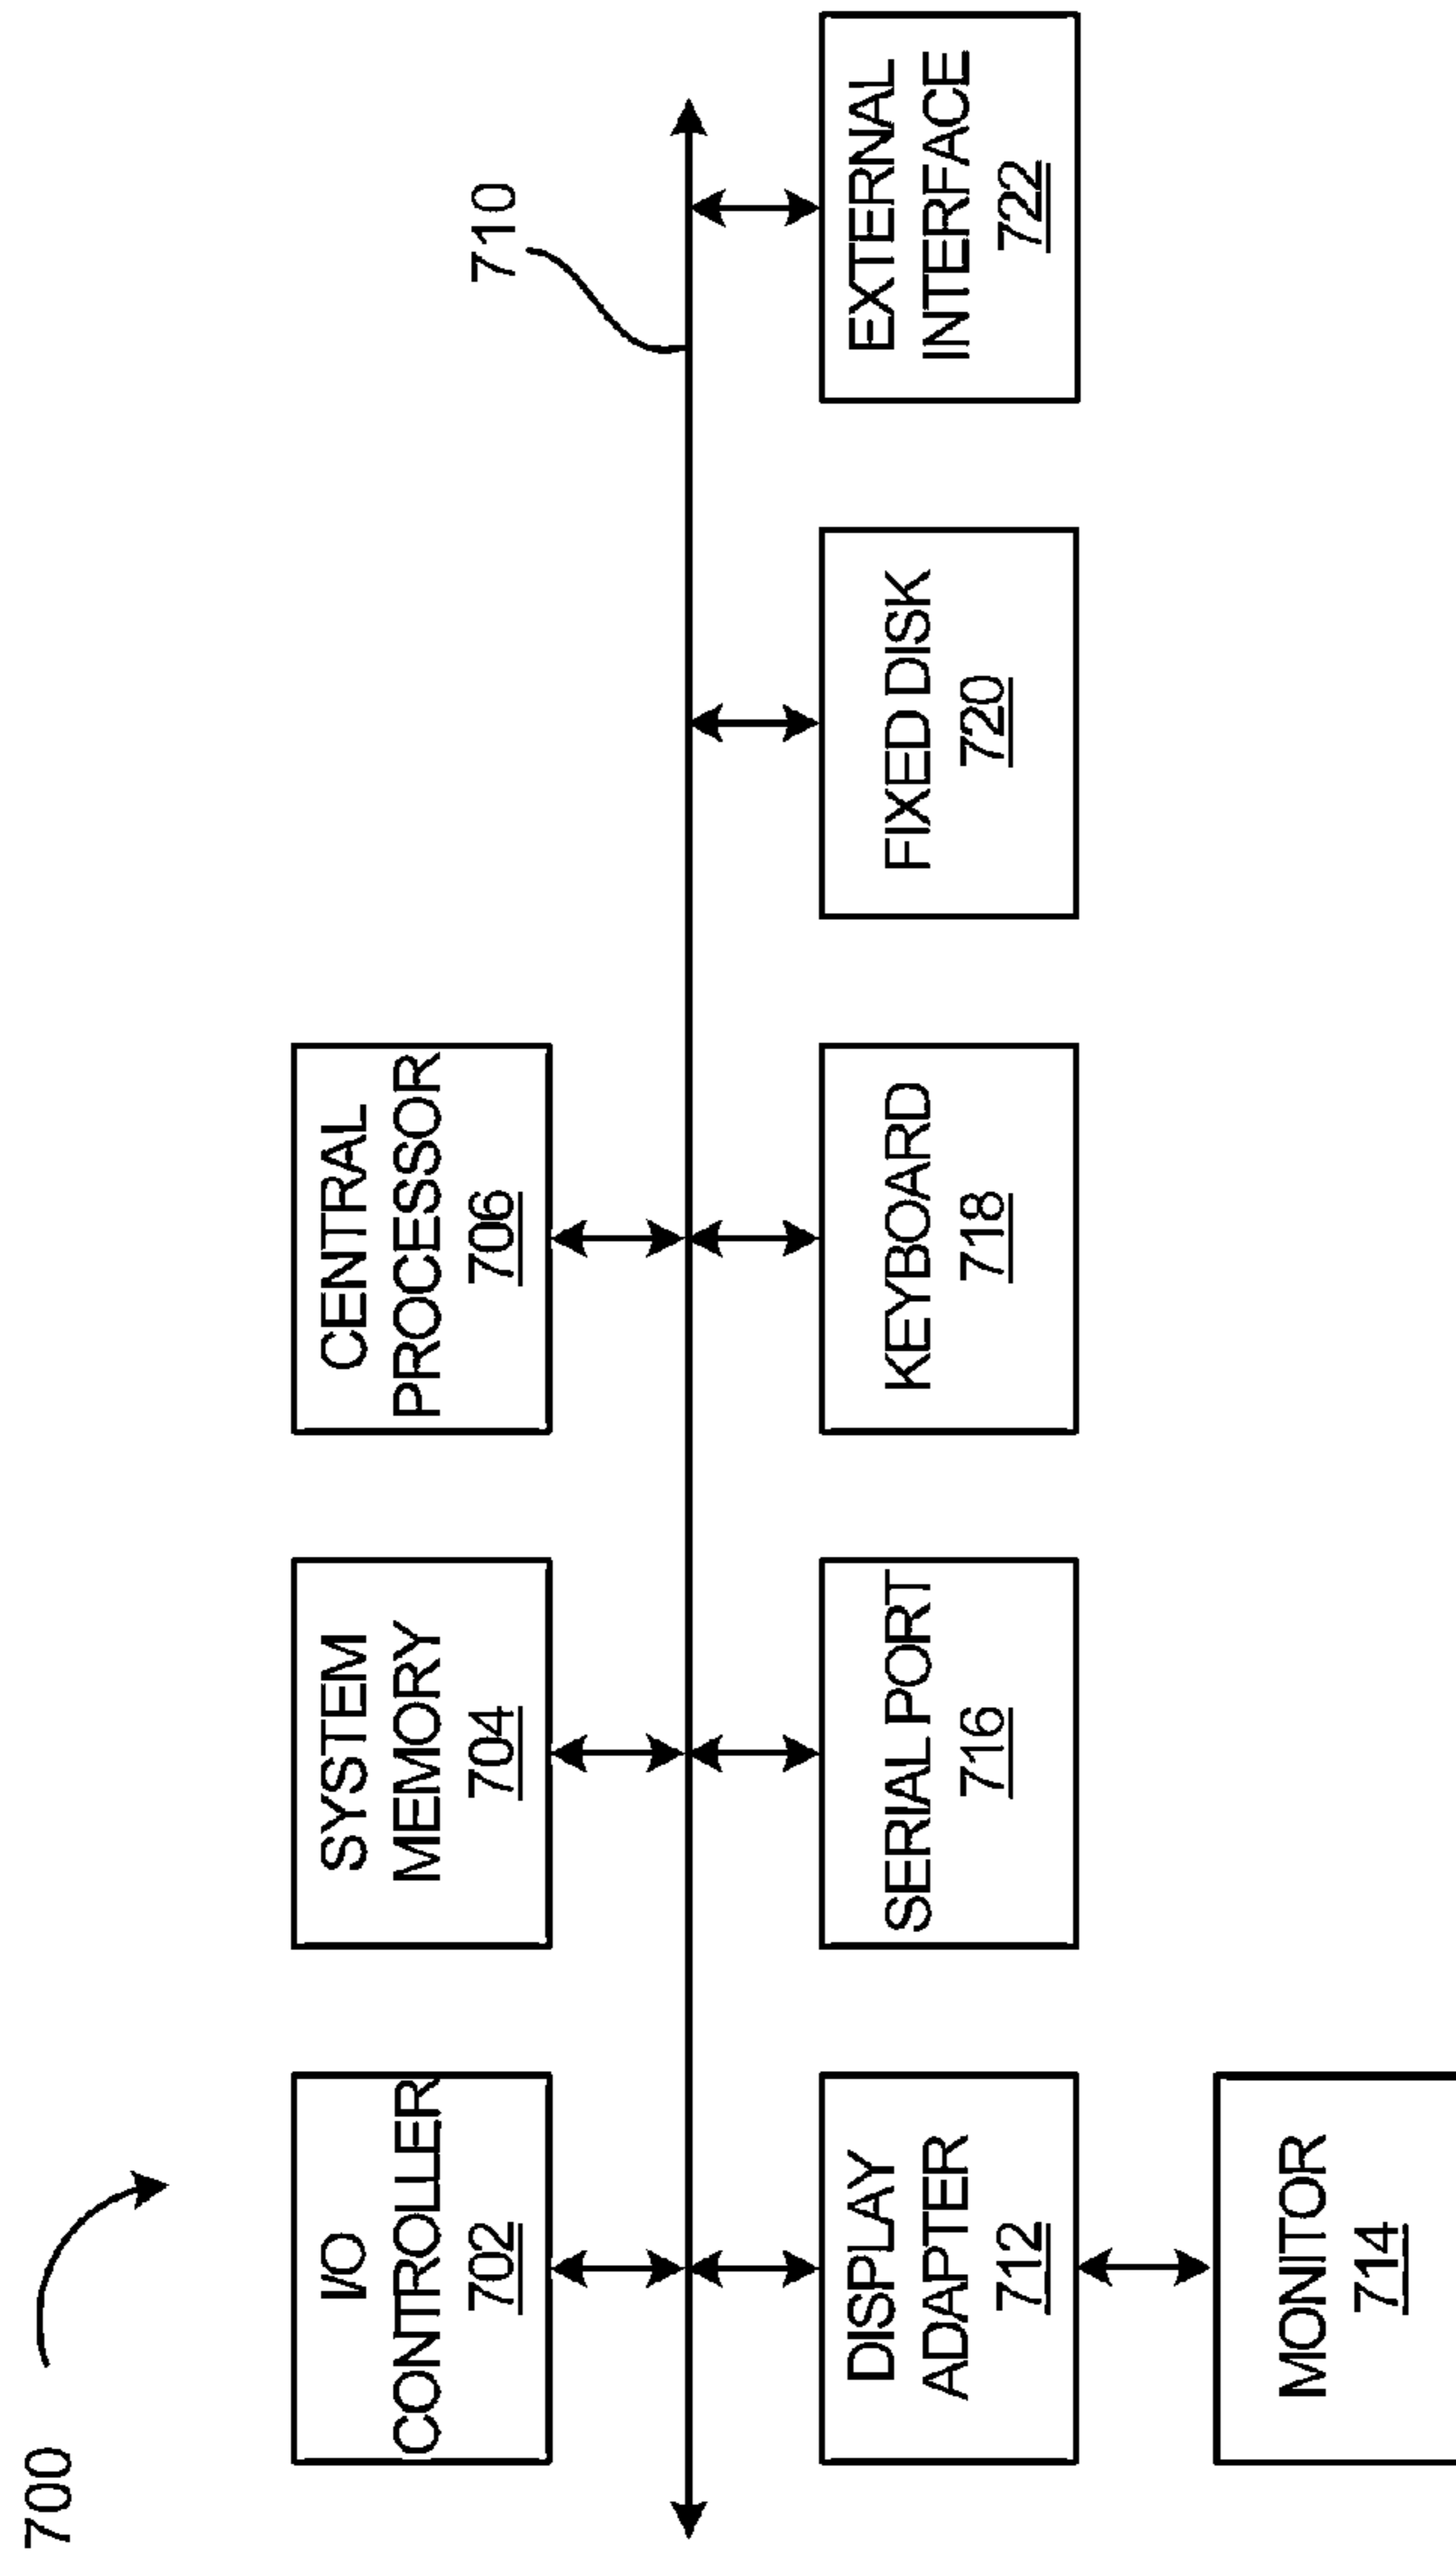 700
I/O
CONTROLLER
702
SYSTEM
MEMORY
704
CENTRAL
PROCESSOR
706
710
DISPLAY
ADAPTER
712
SERIAL PORT
716
KEYBOARD
718
FIXED DISK
720
EXTERNAL
INTERFACE
722
MONITOR
714